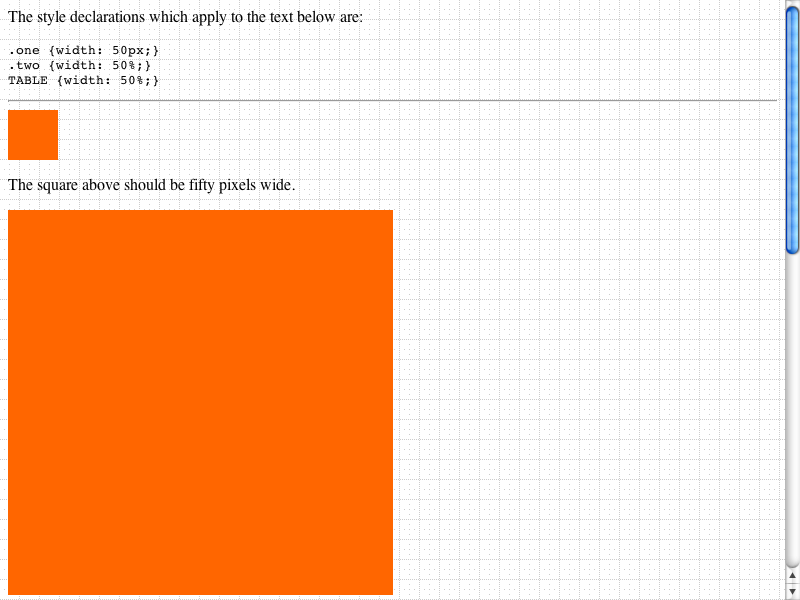 The style declarations which apply to the text below are:
.one {width: 50px;}
.two {width: 50%;}
TABLE {width: 50%;}
The square above should be fifty pixels wide.